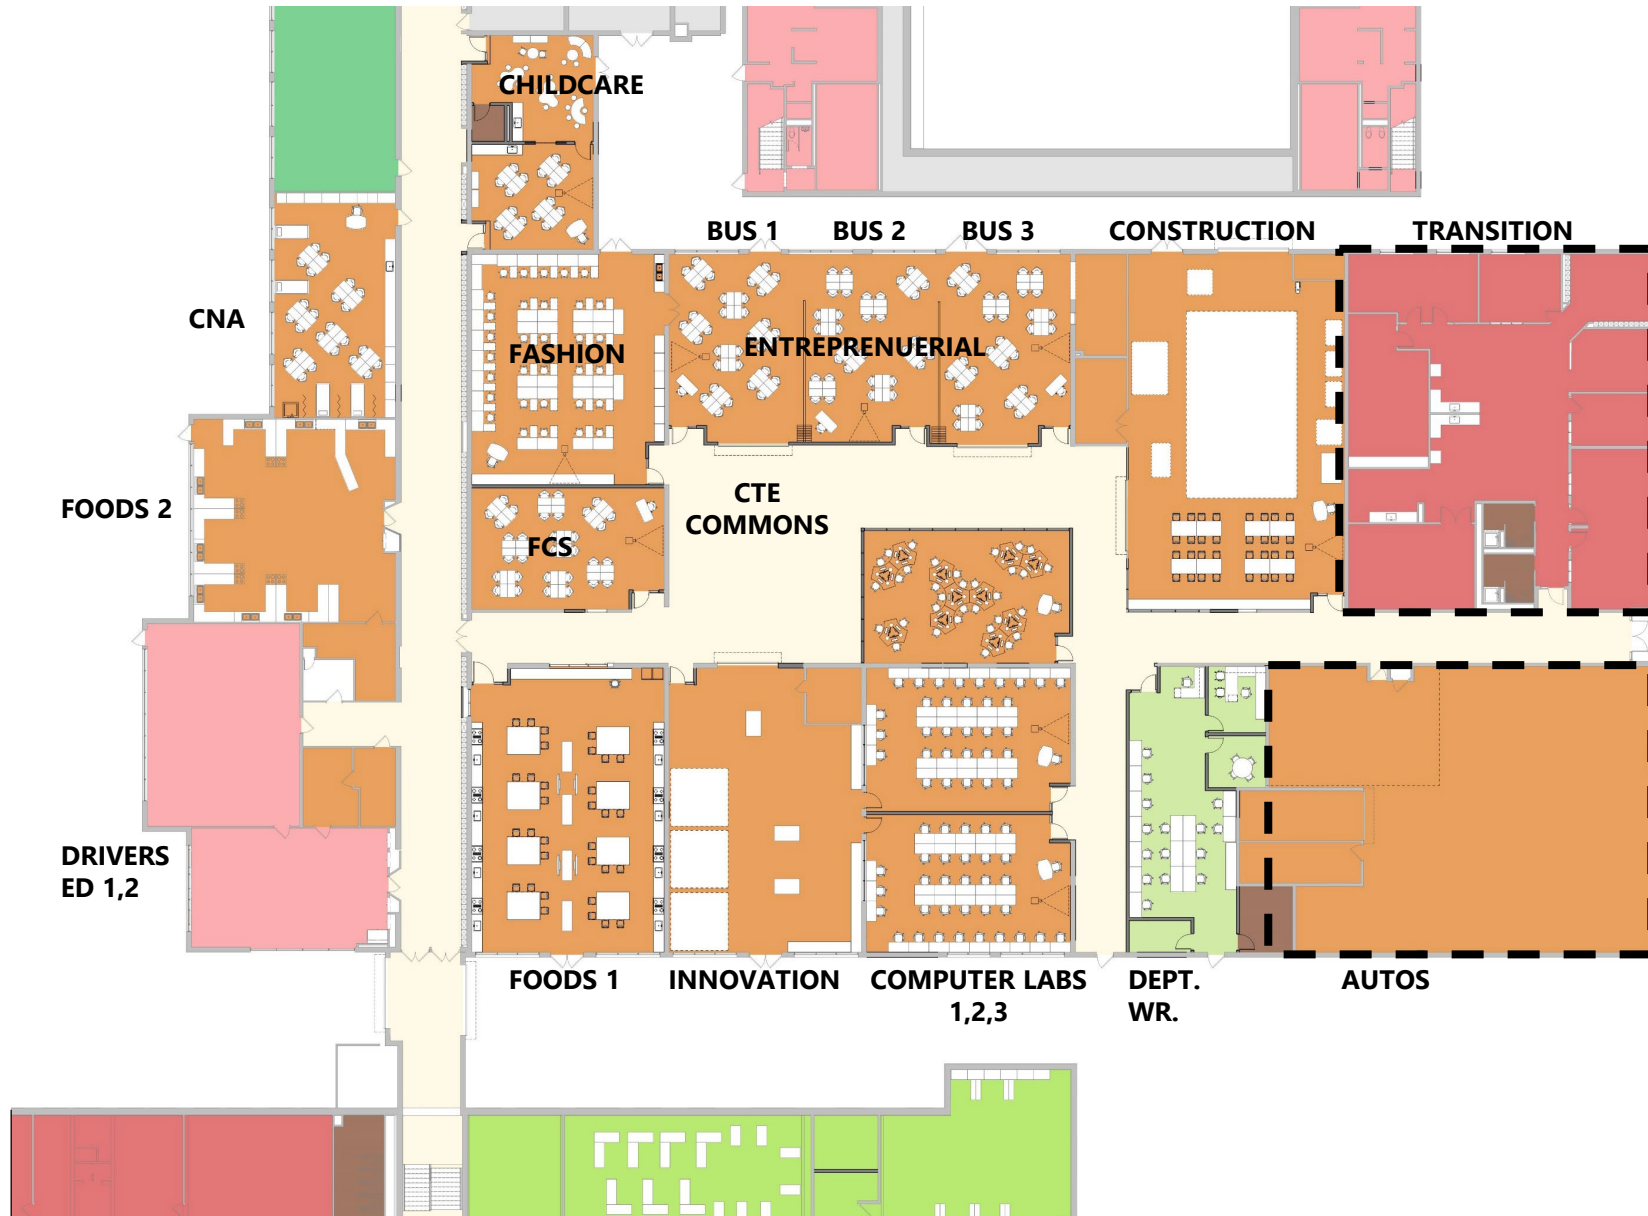 CHILDCARE
BUS 1
BUS 2
BUS 3
CONSTRUCTION
TRANSITION
CNA
FASHION
ENTREPRENUERIAL
FOODS 2
CTE
COMMONS
FCS
DRIVERS
ED 1,2
FOODS 1
INNOVATION
COMPUTER LABS
1,2,3
DEPT.
WR.
AUTOS